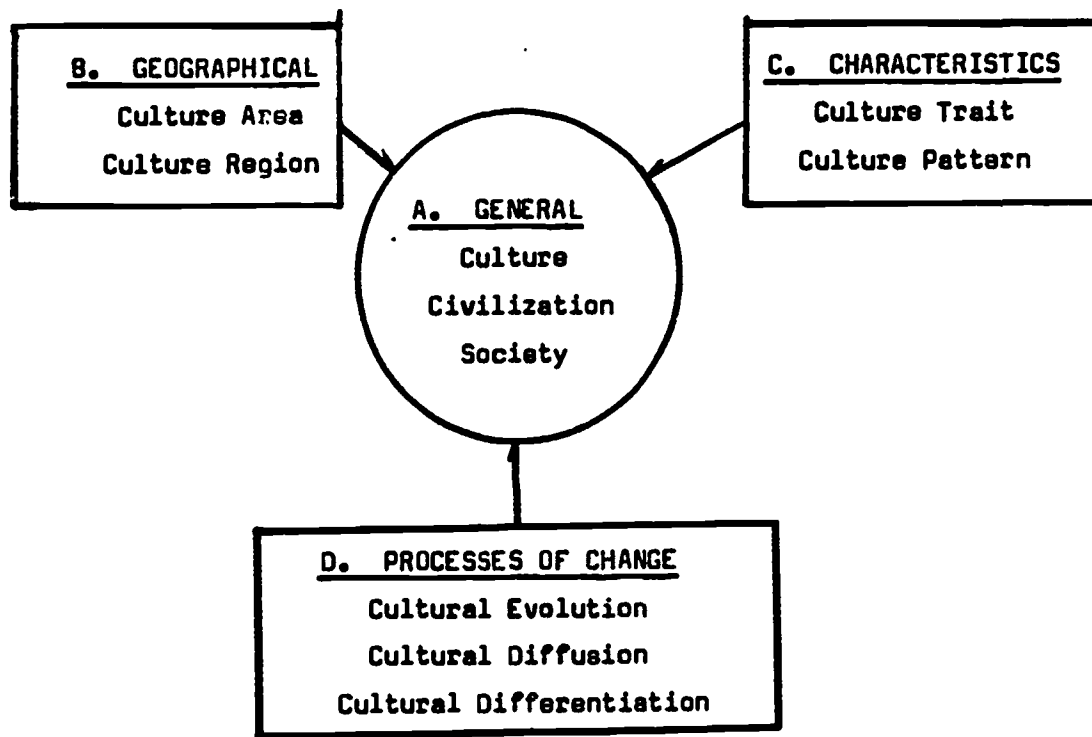 B. GEOGRAPHICAL
Culture Area
Culture Region
C. CHARACTERISTICS
Culture Trait
Culture Pattern
A. GENERAL
Culture
Civilization
Society
D. PROCESSES OF CHANGE
Cultural Evolution
Cultural Diffusion
Cultural Differentiation